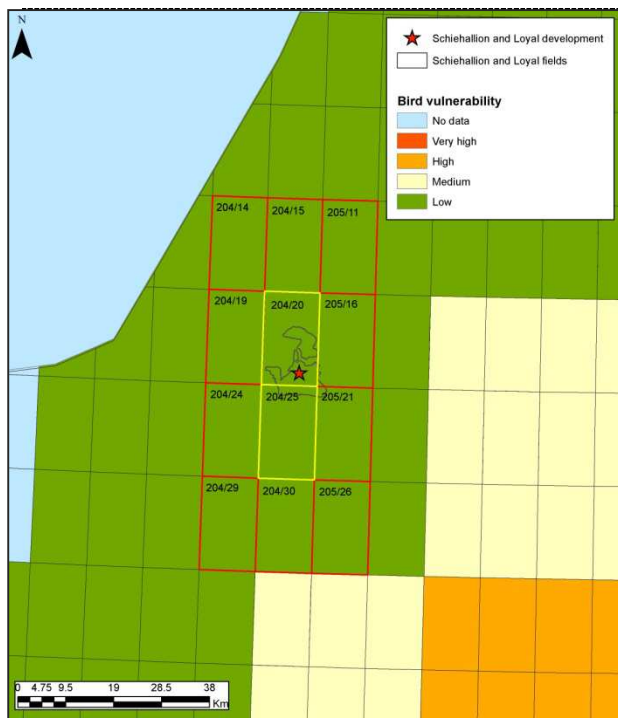 N
Schiehallion and Loyal development
Schiehallion and Loyal fields
Bird vulnerability
No data
Very high
High
Medium
Low
204/14 204/15 205/11
204/19 204/20 205/16
204/24 204/25 205/21
204/29 204/30 205/26
0 4.75 9.5 19 28.5 38
Km